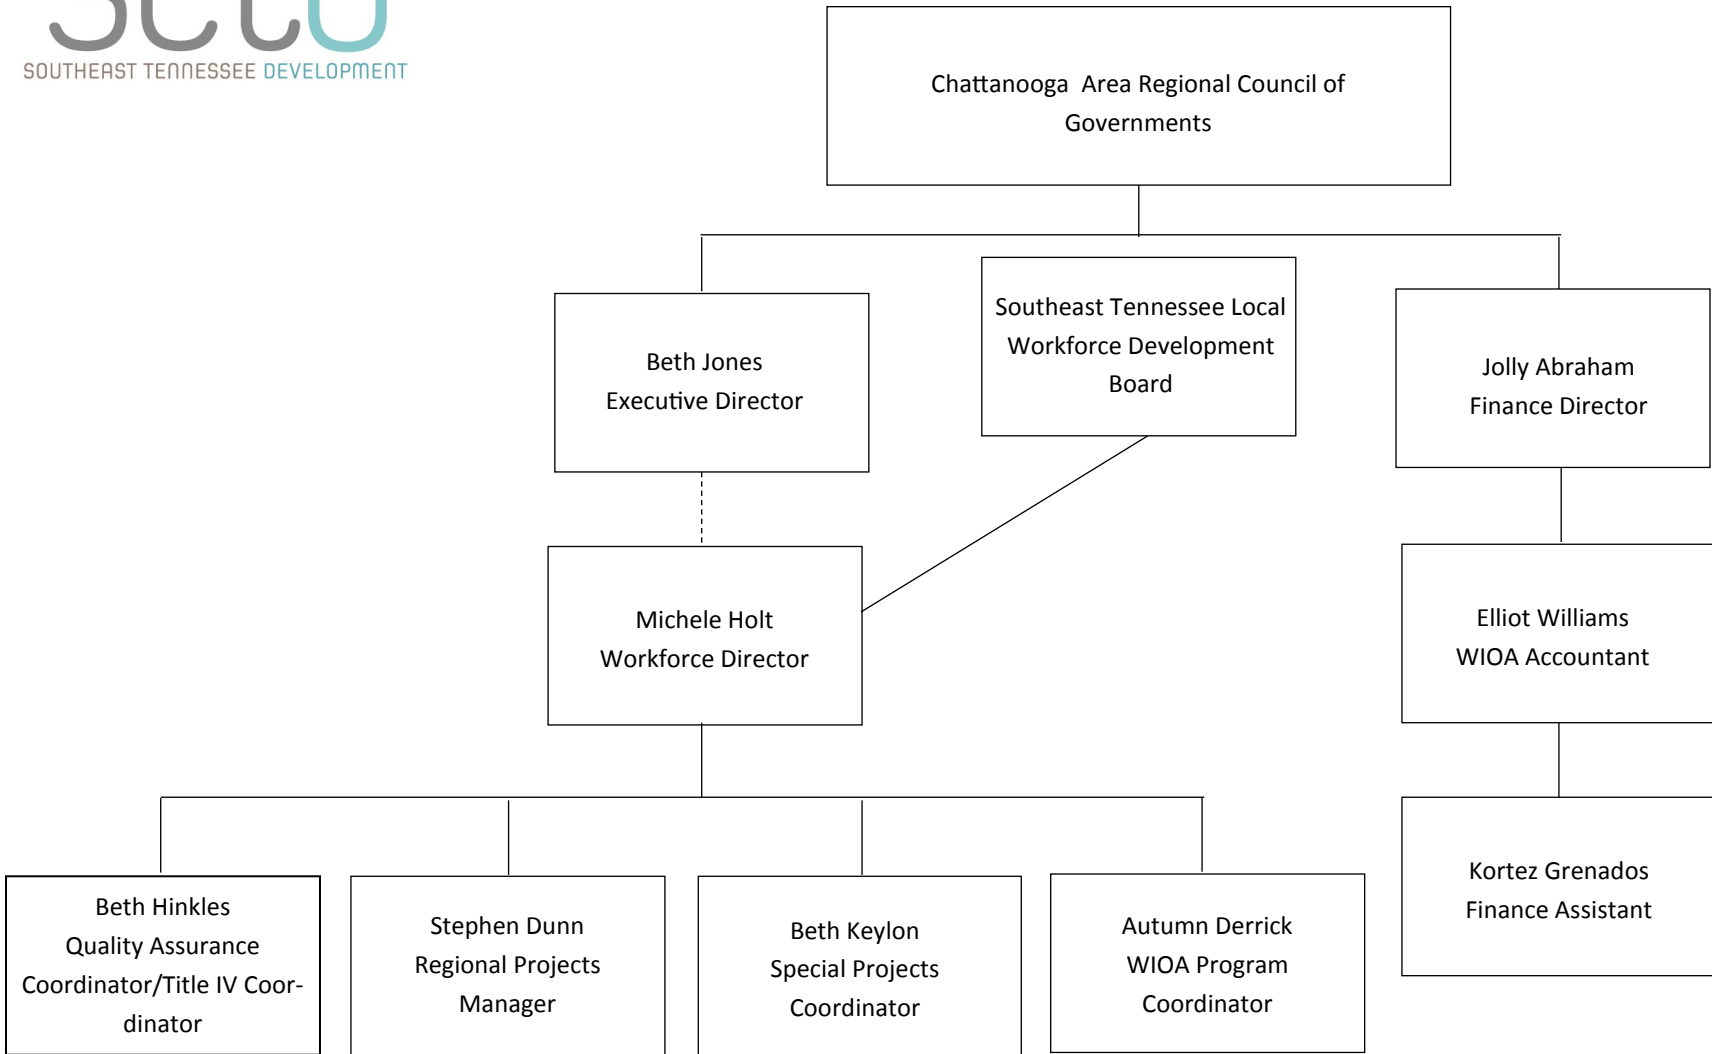 SOUTHEAST TENNESSEE DEVELOPMENT
Chattanooga Area Regional Council of
Governments
Beth Jones
Executive Director
Southeast Tennessee Local
Workforce Development
Board
Jolly Abraham
Finance Director
Michele Holt
Workforce Director
Elliot Williams
WIOA Accountant
Beth Hinkles
Quality Assurance
Coordinator/Title IV Coor-
dinator
Stephen Dunn
Regional Projects
Manager
Beth Keylon
Special Projects
Coordinator
Autumn Derrick
WIOA Program
Coordinator
Kortez Grenados
Finance Assistant